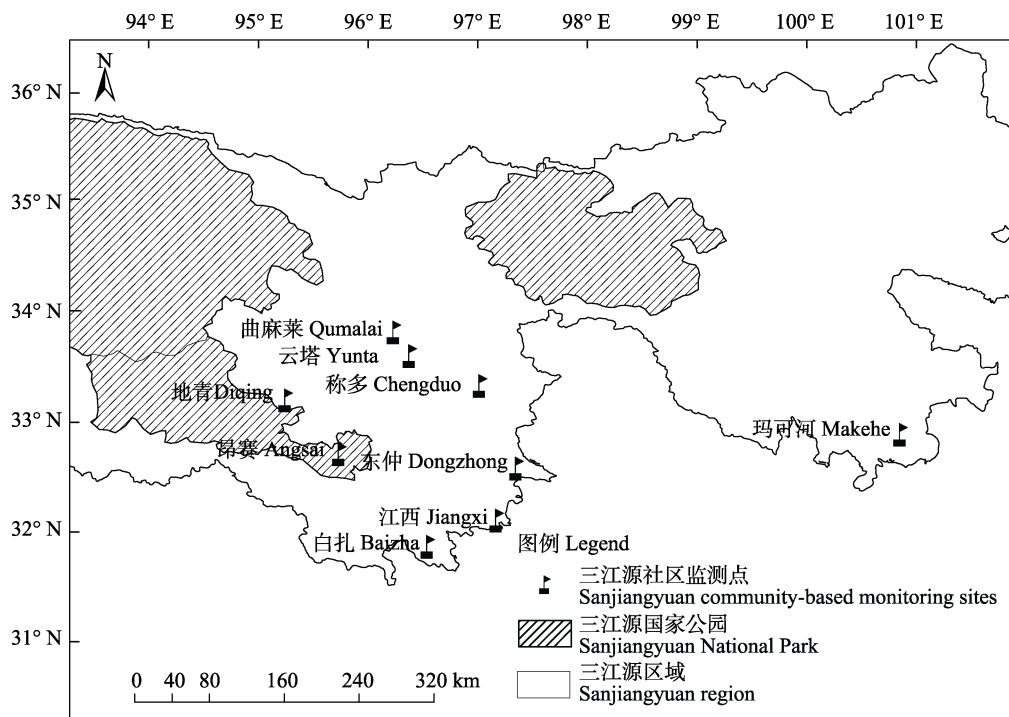 94° E 95° E 96° E 97° E 98° E 99° E 100° E 101° E
N
36° N
35° N
34° N
曲麻莱 Qumalai
云塔 Yunta
称多 Chengduo
地青Diqing
33° N
玛可河 Makehe
昂赛 Angsai
东仲 Dongzhong
32° N
江西 Jiangxi
白扎 Baizha
图例 Legend
三江源社区监测点
Sanjiangyuan community-based monitoring sites
三江源国家公园
Sanjiangyuan National Park
31° N
三江源区域
Sanjiangyuan region
0 40 80 160 240 320 km